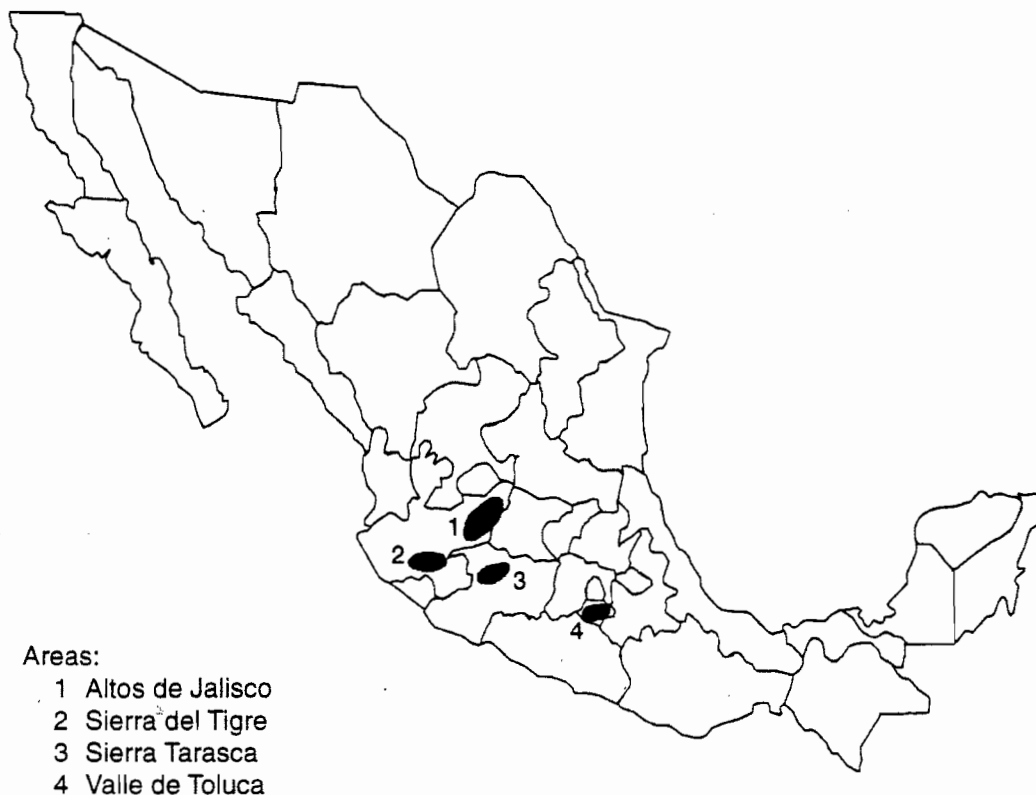 1
2
3
4
Areas:
1 Altos de Jalisco
2 Sierra del Tigre
3 Sierra Tarasca
4 Valle de Toluca